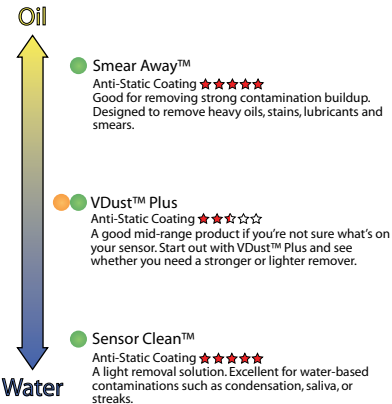 Oil
Smear Away™
Anti-Static Coating ★★★★★
Good for removing strong contamination buildup.
Designed to remove heavy oils, stains, lubricants and
smears.
VDust™ Plus
Anti-Static Coating
A good mid-range product if you're not sure what's on
your sensor. Start out with VDust™ Plus and see
whether you need a stronger or lighter remover.
Sensor Clean™
Anti-Static Coating ★★★★★
A light removal solution. Excellent for water-based
contaminations such as condensation, saliva, or
streaks.
Water